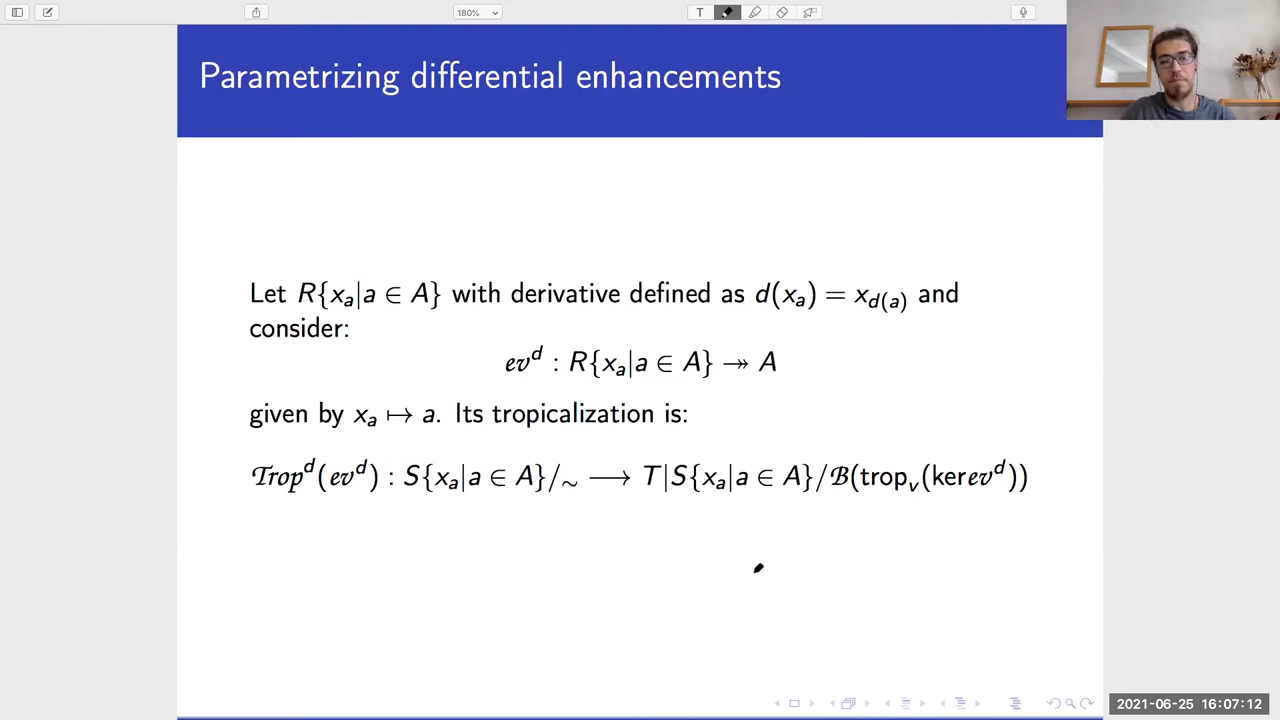 180%
T
Parametrizing differential enhancements
Let R{x_a|a ∈ A} with derivative defined as d(x_a) = x_{d(a)} and
consider:
ev^d : R{x_a|a ∈ A} ↠ A
given by x_a ↦ a. Its tropicalization is:
Trop^d(ev^d) : S{x_a|a ∈ A}/_∼ ⟶ T|S{x_a|a ∈ A}/B(trop_v(ker ev^d))
2021-06-25 16:07:12